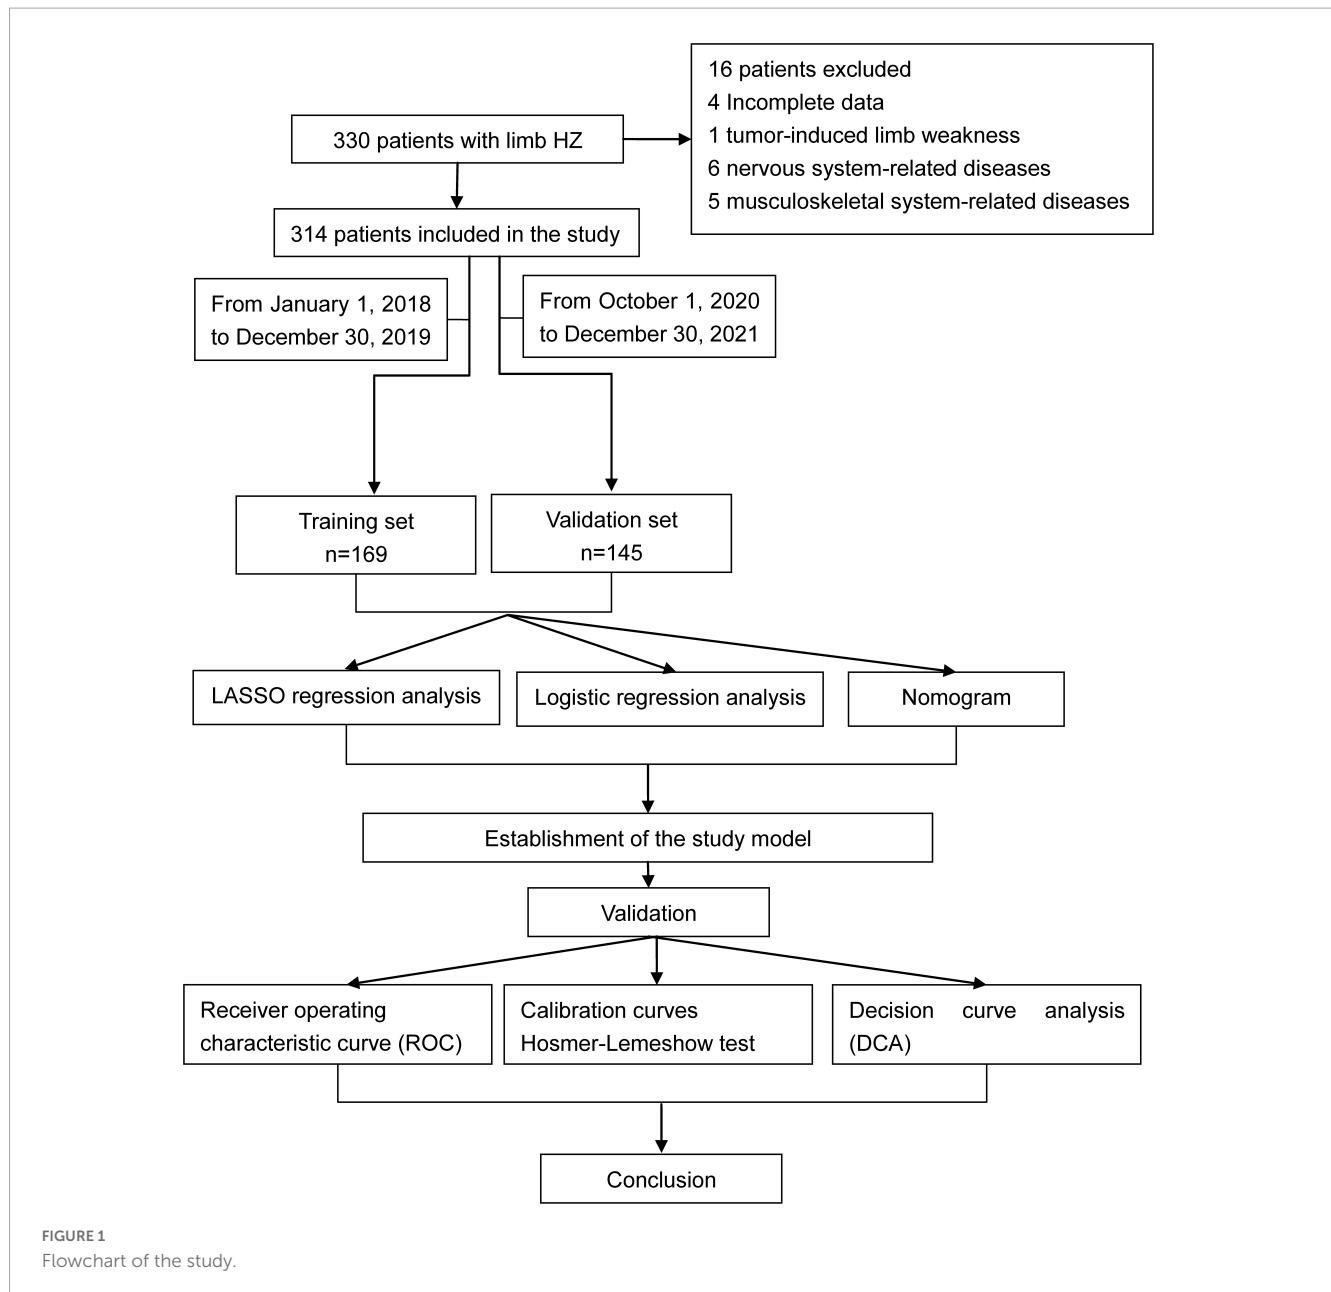 16 patients excluded
4 Incomplete data
1 tumor-induced limb weakness
6 nervous system-related diseases
5 musculoskeletal system-related diseases
330 patients with limb HZ
314 patients included in the study
From January 1, 2018
to December 30, 2019
From October 1, 2020
to December 30, 2021
Training set
n=169
Validation set
n=145
LASSO regression analysis
Logistic regression analysis
Nomogram
Establishment of the study model
Validation
Receiver operating
characteristic curve (ROC)
Calibration curves
Hosmer-Lemeshow test
Decision curve analysis
(DCA)
Conclusion
FIGURE 1
Flowchart of the study.